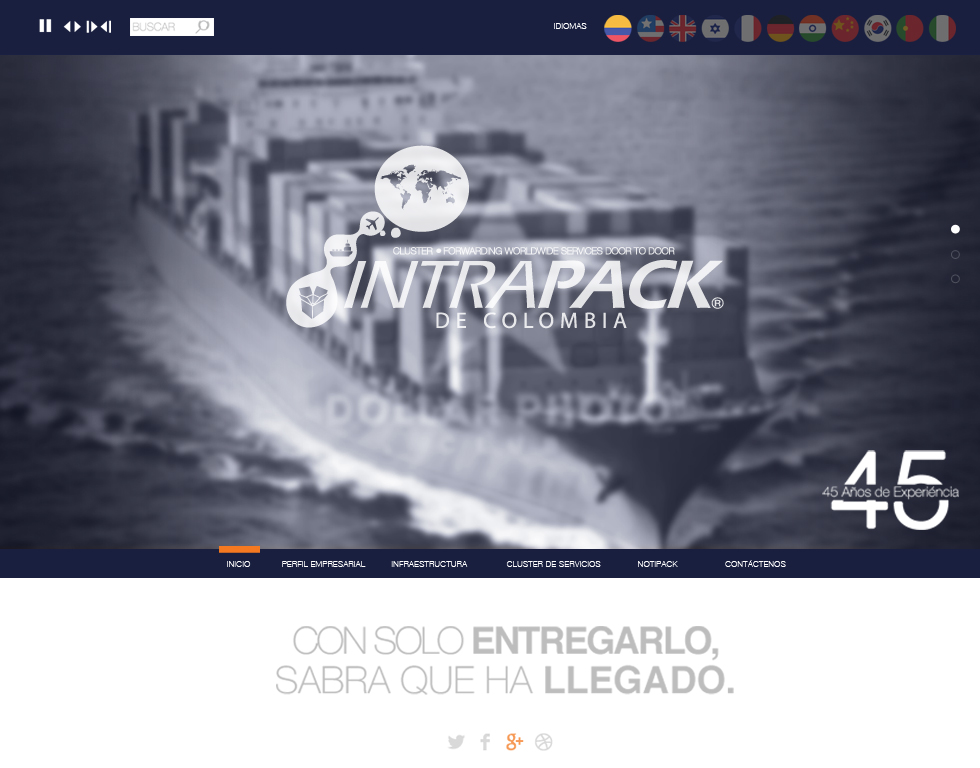 BUSCAR
IDIOMAS
CLUSTER • FORWARDING WORLDWIDE SERVICES DOOR TO DOOR
INTRAPACK®
DE COLOMBIA
DOLLAR PHOTO
45
45 Años de Experiéncia
INICIO PERFIL EMPRESARIAL INFRAESTRUCTURA CLUSTER DE SERVICIOS NOTIPACK CONTÁCTENOS
CON SOLO ENTREGARLO,
SABRA QUE HA LLEGADO.